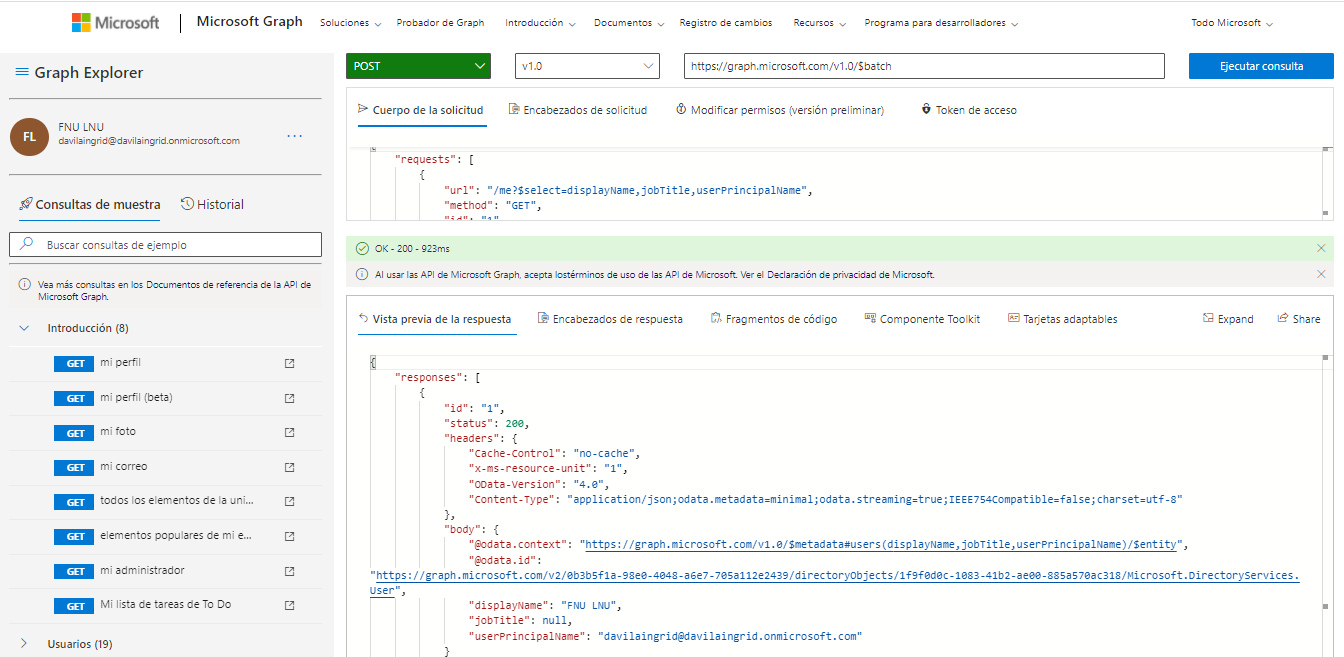 Microsoft | Microsoft Graph Soluciones Probador de Graph Introducción Documentos Registro de cambios Recursos Programa para desarrolladores Todo Microsoft
Graph Explorer
FL
FNU LNU
davilaingrid@davilaingrid.onmicrosoft.com
...
Consultas de muestra Historial
Buscar consultas de ejemplo
Vea más consultas en los Documentos de referencia de la API de
Microsoft Graph.
Introducción (8)
GET mi perfil
GET mi perfil (beta)
GET mi foto
GET mi correo
GET todos los elementos de la uni...
GET elementos populares de mi e...
GET mi administrador
GET Mi lista de tareas de To Do
Usuarios (19)
POST v1.0 https://graph.microsoft.com/v1.0/$batch Ejecutar consulta
Cuerpo de la solicitud Encabezados de solicitud Modificar permisos (versión preliminar) Token de acceso
{
"requests": [
{
"url": "/me?$select=displayName,jobTitle,userPrincipalName",
"method": "GET",
"id": "1"
OK - 200 - 923ms
Al usar las API de Microsoft Graph, acepta lostérminos de uso de las API de Microsoft. Ver el Declaración de privacidad de Microsoft.
Vista previa de la respuesta Encabezados de respuesta Fragmentos de código Componente Toolkit Tarjetas adaptables Expand Share
{
"responses": [
{
"id": "1",
"status": 200,
"headers": {
"Cache-Control": "no-cache",
"x-ms-resource-unit": "1",
"OData-Version": "4.0",
"Content-Type": "application/json;odata.metadata=minimal;odata.streaming=true;IEEE754Compatible=false;charset=utf-8"
},
"body": {
"@odata.context": "https://graph.microsoft.com/v1.0/$metadata#users(displayName,jobTitle,userPrincipalName)/$entity",
"@odata.id":
"https://graph.microsoft.com/v2/0b3b5f1a-98e0-4048-a6e7-705a112e2439/directoryObjects/1f9f0d0c-1083-41b2-ae00-885a570ac318/Microsoft.DirectoryServices.
User",
"displayName": "FNU LNU",
"jobTitle": null,
"userPrincipalName": "davilaingrid@davilaingrid.onmicrosoft.com"
}